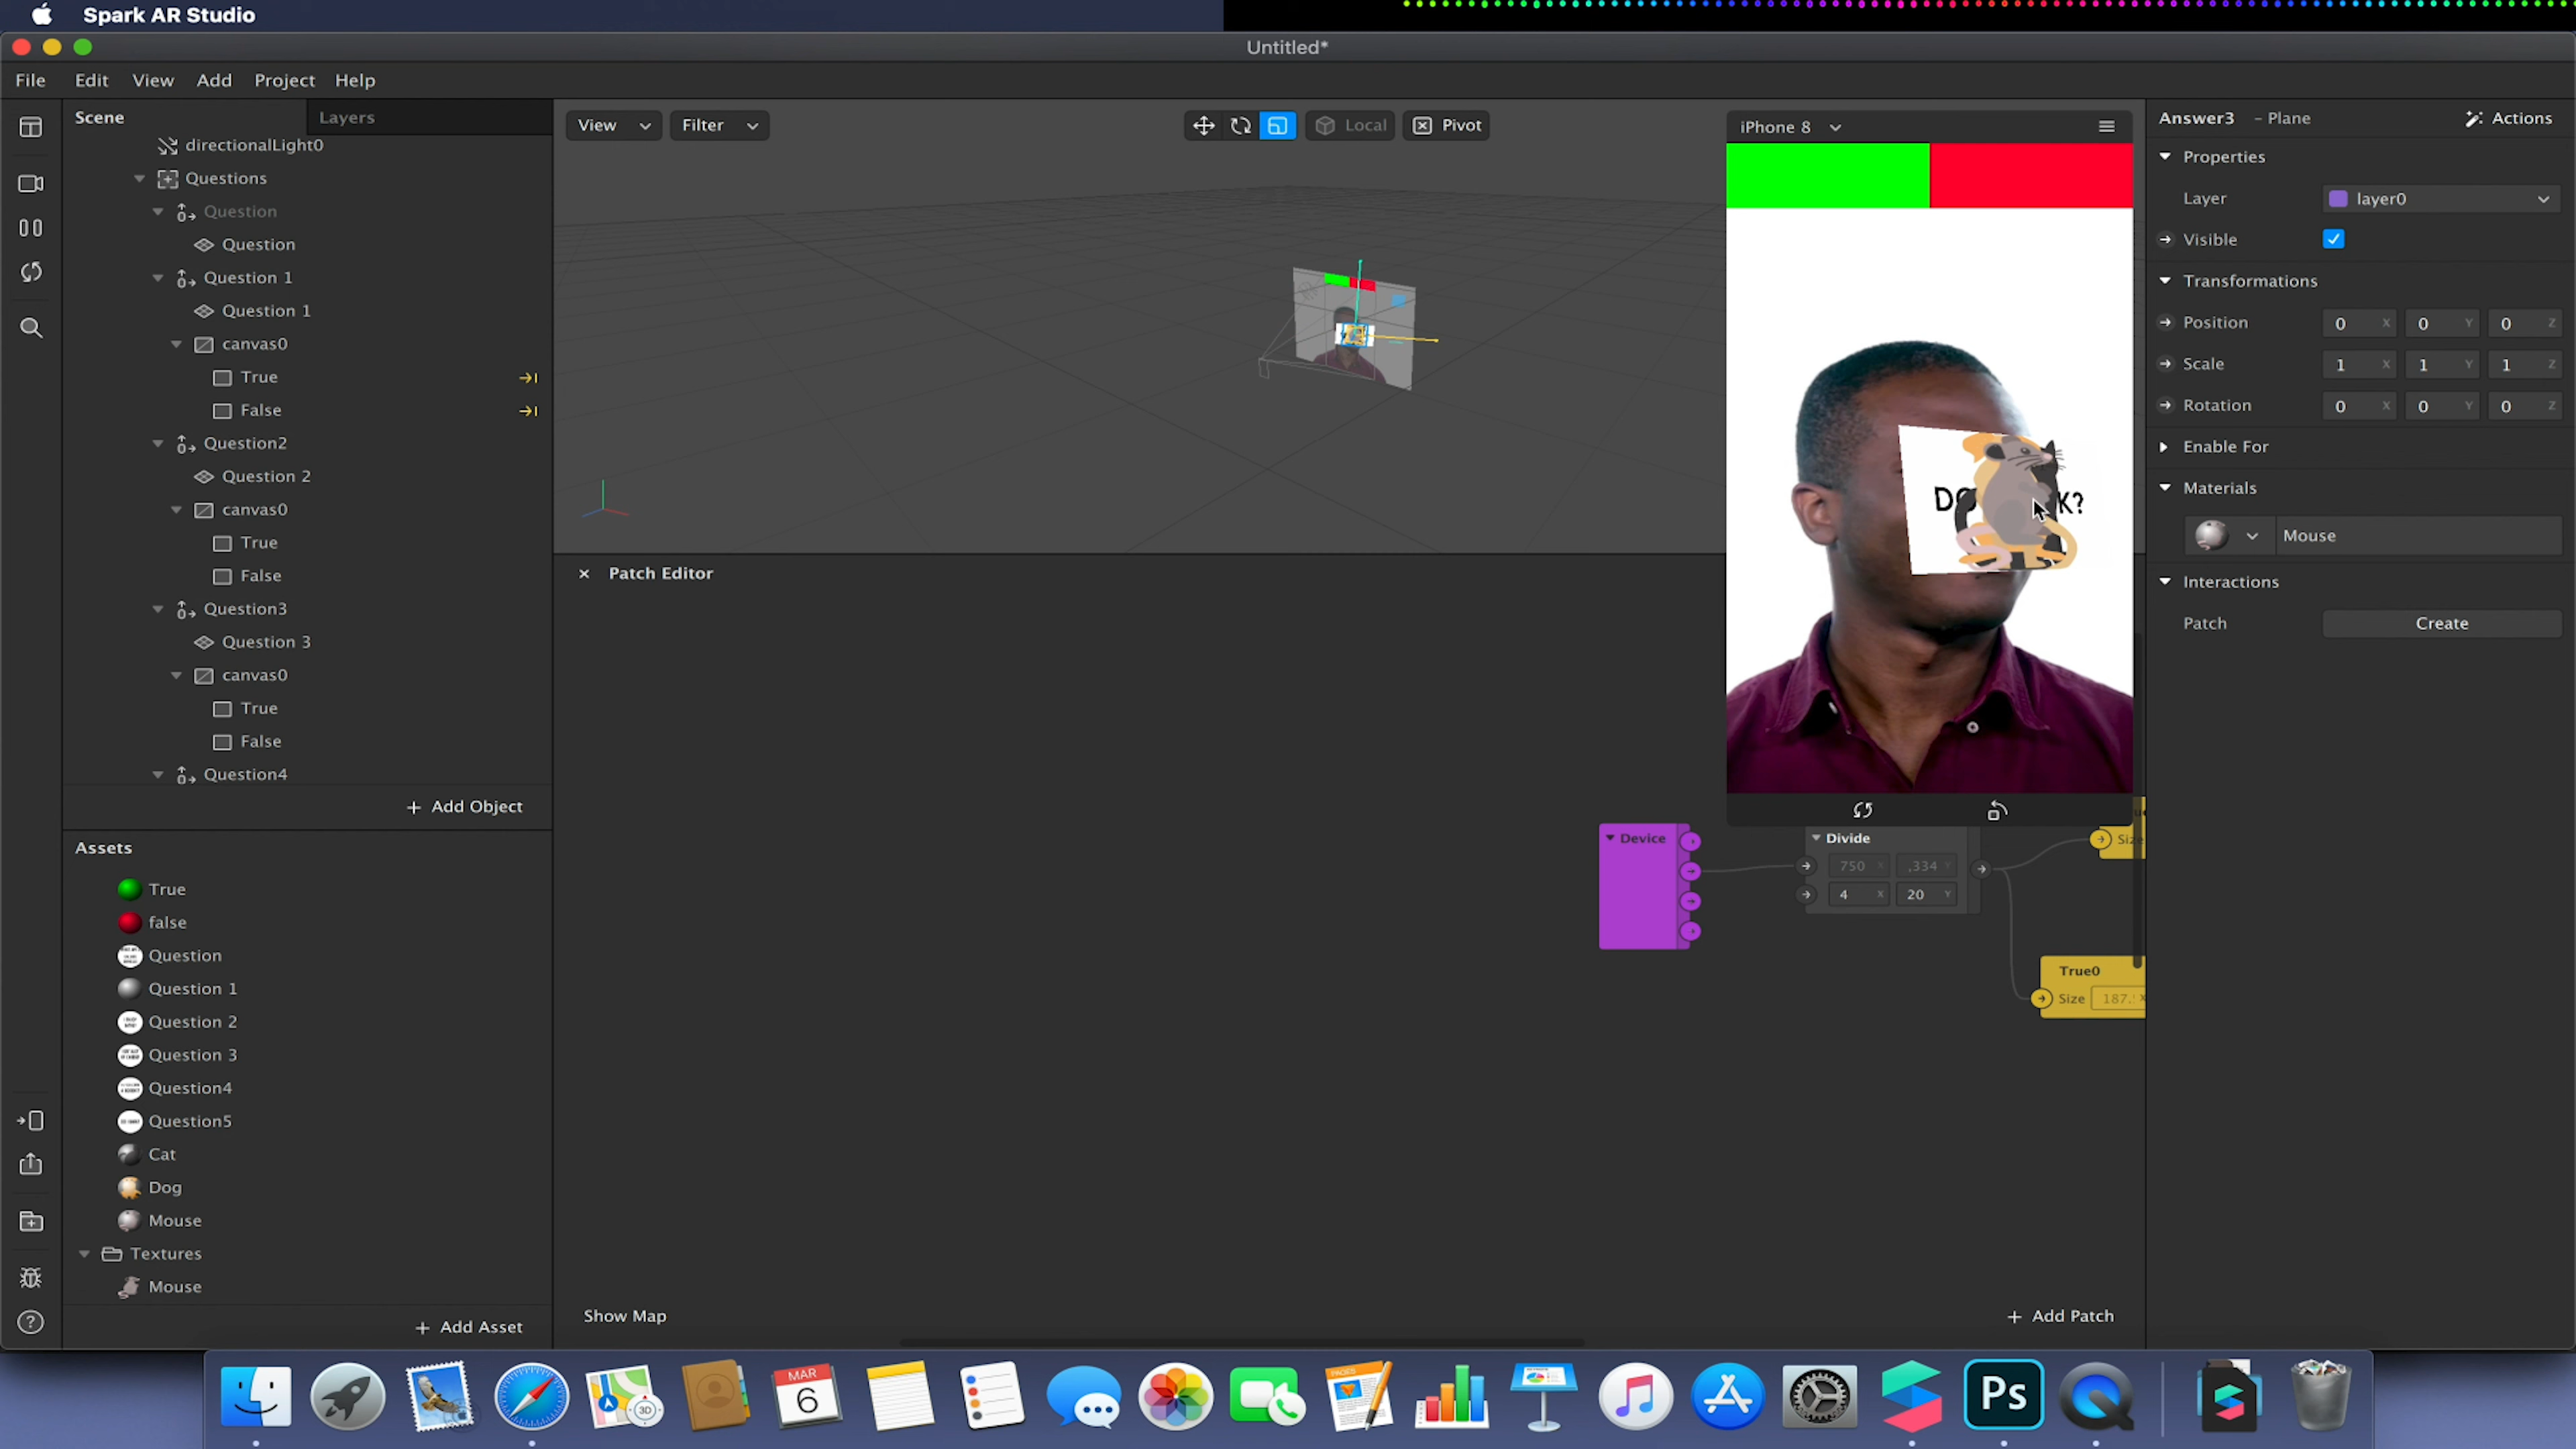 Spark AR Studio
Untitled*
File Edit View Add Project Help
Scene Layers
directionalLight0
Questions
Question
Question
Question 1
Question 1
canvas0
True
False
Question2
Question 2
canvas0
True
False
Question3
Question 3
canvas0
True
False
Question4
+ Add Object
Assets
True
false
Question
Question 1
Question 2
Question 3
Question4
Question5
Cat
Dog
Mouse
Textures
Mouse
+ Add Asset
View Filter Local Pivot
iPhone 8
K?
Patch Editor
Device
Divide
750 X ,334 Y
4 X 20 Y
True0
Size 187.
Show Map
+ Add Patch
Answer3 - Plane Actions
Properties
Layer layer0
Visible
Transformations
Position 0 X 0 Y 0 Z
Scale 1 X 1 Y 1 Z
Rotation 0 X 0 Y 0 Z
Enable For
Materials
Mouse
Interactions
Patch Create
MAR
6
3D
PAGES
Ps